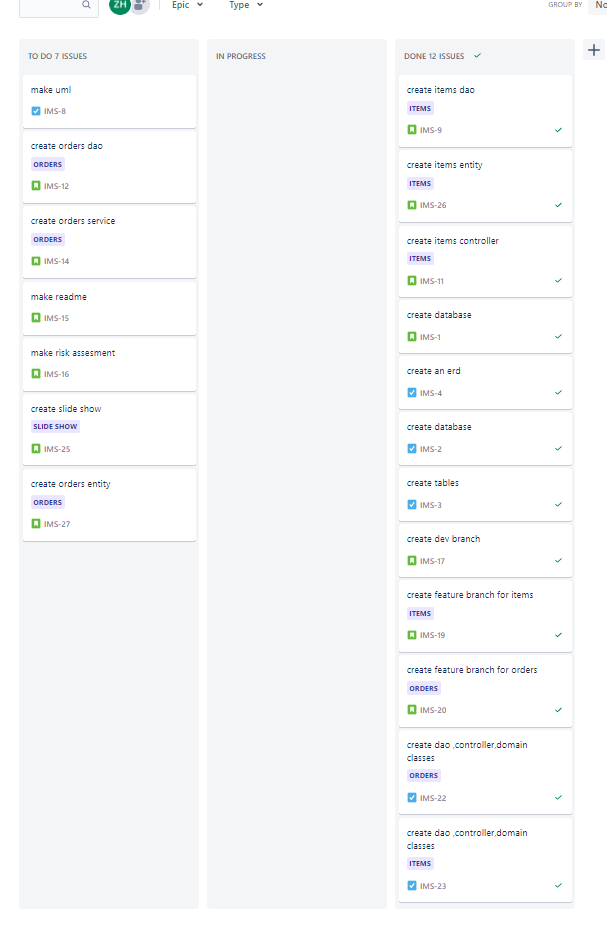 ZH
Epic
Type
GROUP BY
No
TO DO 7 ISSUES
make uml
IMS-8
create orders dao
ORDERS
IMS-12
create orders service
ORDERS
IMS-14
make readme
IMS-15
make risk assesment
IMS-16
create slide show
SLIDE SHOW
IMS-25
create orders entity
ORDERS
IMS-27
IN PROGRESS
DONE 12 ISSUES
create items dao
ITEMS
IMS-9
create items entity
ITEMS
IMS-26
create items controller
ITEMS
IMS-11
create database
IMS-1
create an erd
IMS-4
create database
IMS-2
create tables
IMS-3
create dev branch
IMS-17
create feature branch for items
ITEMS
IMS-19
create feature branch for orders
ORDERS
IMS-20
create dao ,controller,domain
classes
ORDERS
IMS-22
create dao ,controller,domain
classes
ITEMS
IMS-23